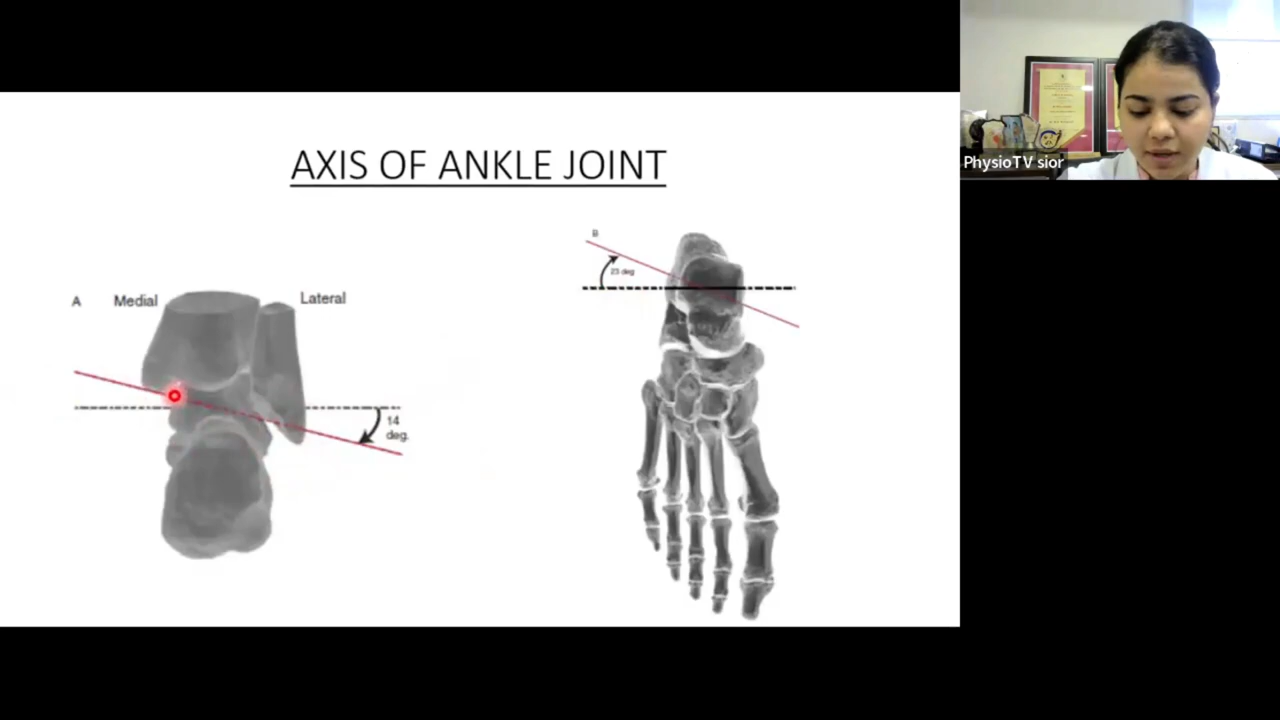 AXIS OF ANKLE JOINT
A
Medial
Lateral
14
deg.
B
23 deg
PhysioTV sior